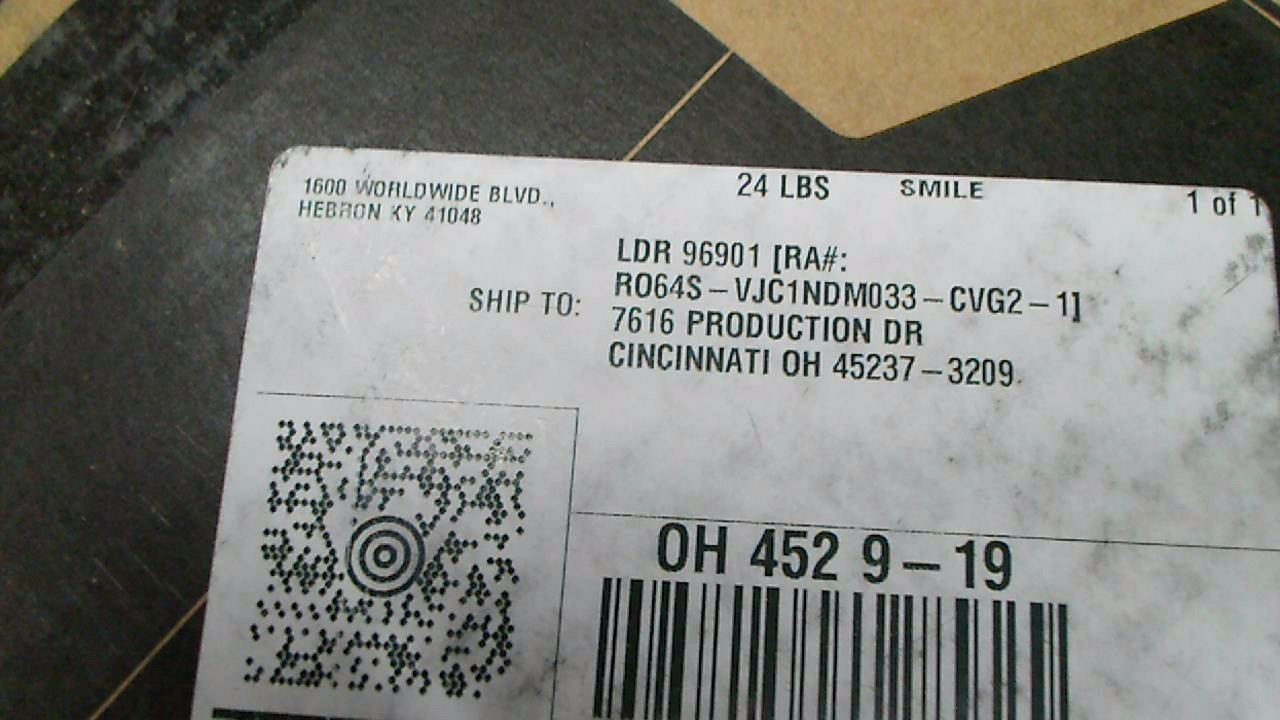 1600 WORLDWIDE BLVD.,
HEBRON KY 41048
24 LBS
SMILE
1 of 1
SHIP TO:
LDR 96901 [RA#:
RO64S-VJC1NDM033-CVG2-1]
7616 PRODUCTION DR
CINCINNATI OH 45237-3209
OH 452 9-19